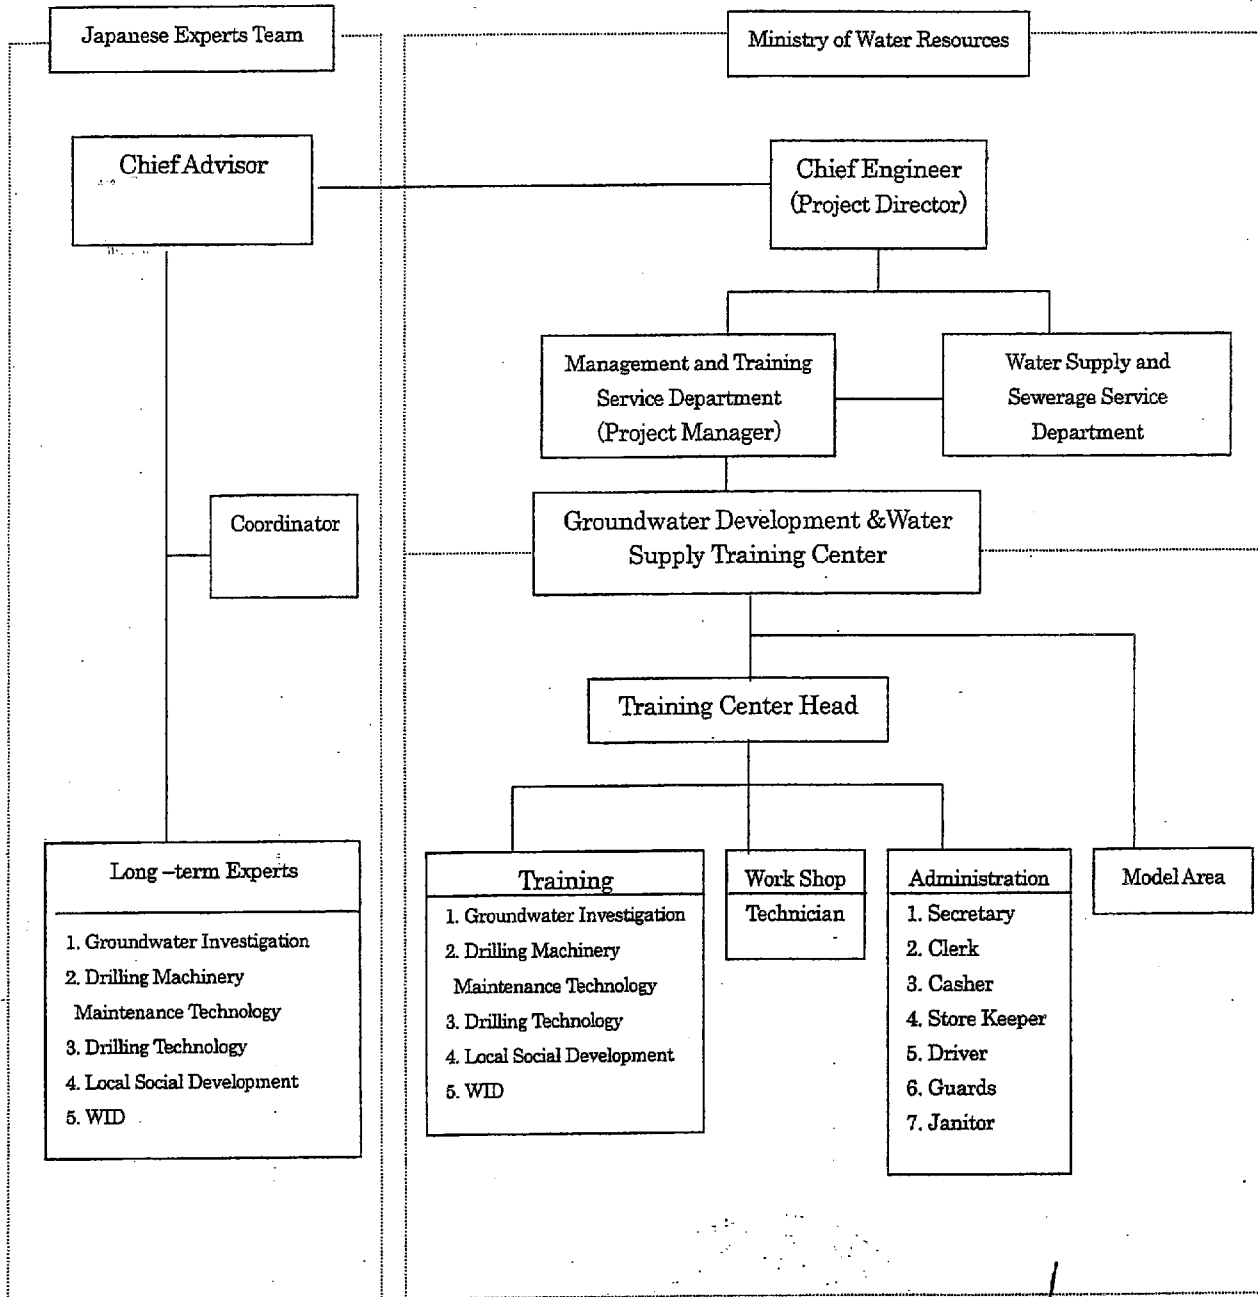 Japanese Experts Team
Ministry of Water Resources
Chief Advisor
Chief Engineer
(Project Director)
Management and Training
Service Department
(Project Manager)
Water Supply and
Sewerage Service
Department
Coordinator
Groundwater Development &Water
Supply Training Center
Training Center Head
Long-term Experts
1. Groundwater Investigation
2. Drilling Machinery
Maintenance Technology
3. Drilling Technology
4. Local Social Development
5. WID
Training
1. Groundwater Investigation
2. Drilling Machinery
Maintenance Technology
3. Drilling Technology
4. Local Social Development
5. WID
Work Shop
Technician
Administration
1. Secretary
2. Clerk
3. Casher
4. Store Keeper
5. Driver
6. Guards
7. Janitor
Model Area